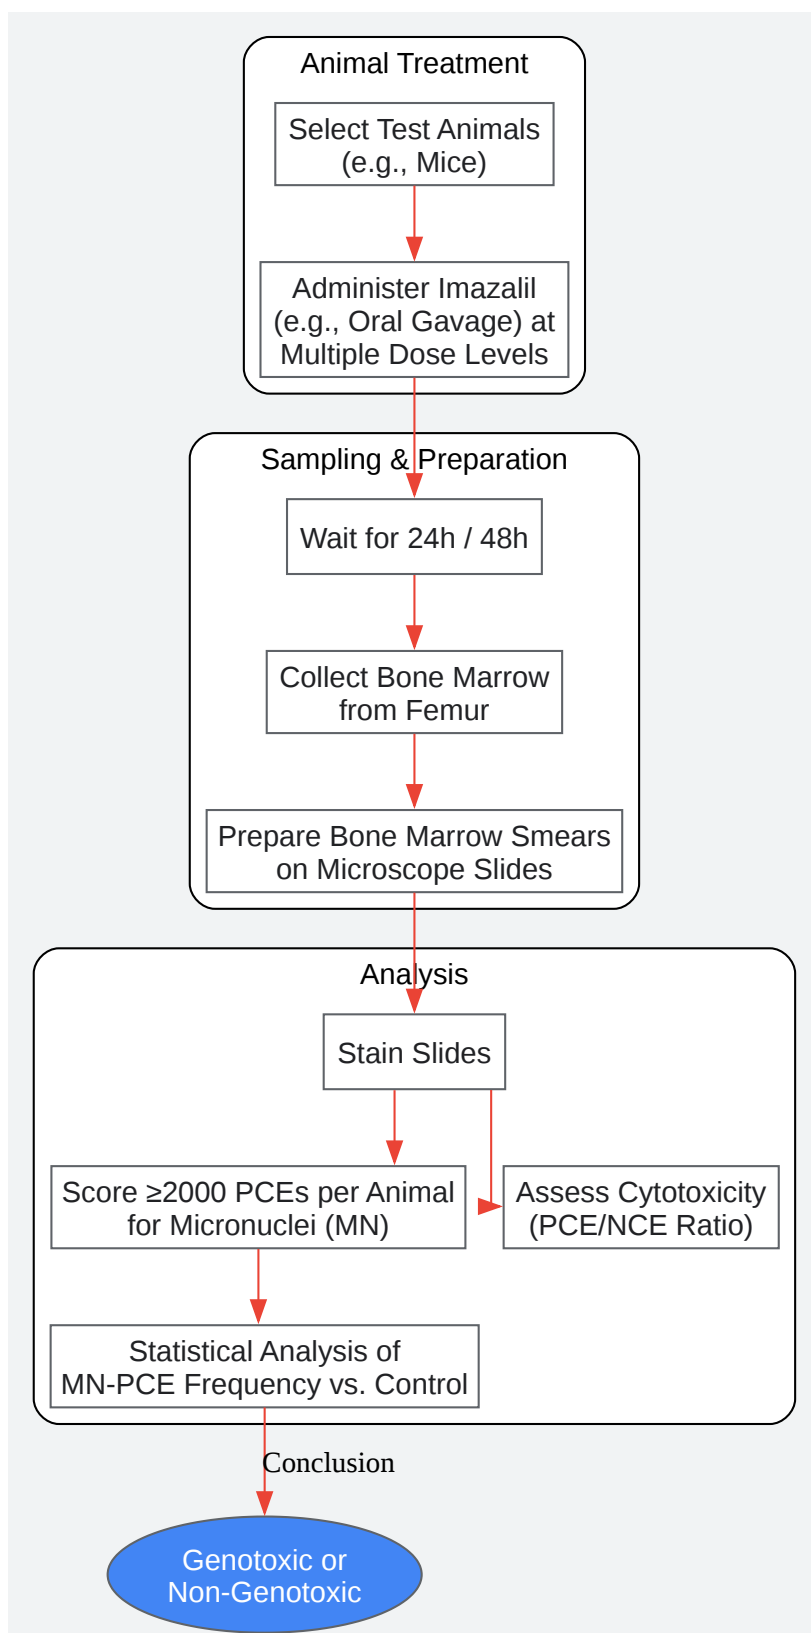 Animal Treatment
Select Test Animals
(e.g., Mice)
Administer Imazalil
(e.g., Oral Gavage) at
Multiple Dose Levels
Sampling & Preparation
Wait for 24h / 48h
Collect Bone Marrow
from Femur
Prepare Bone Marrow Smears
on Microscope Slides
Analysis
Stain Slides
Score ≥2000 PCEs per Animal
for Micronuclei (MN)
Assess Cytotoxicity
(PCE/NCE Ratio)
Statistical Analysis of
MN-PCE Frequency vs. Control
Conclusion
Genotoxic or
Non-Genotoxic